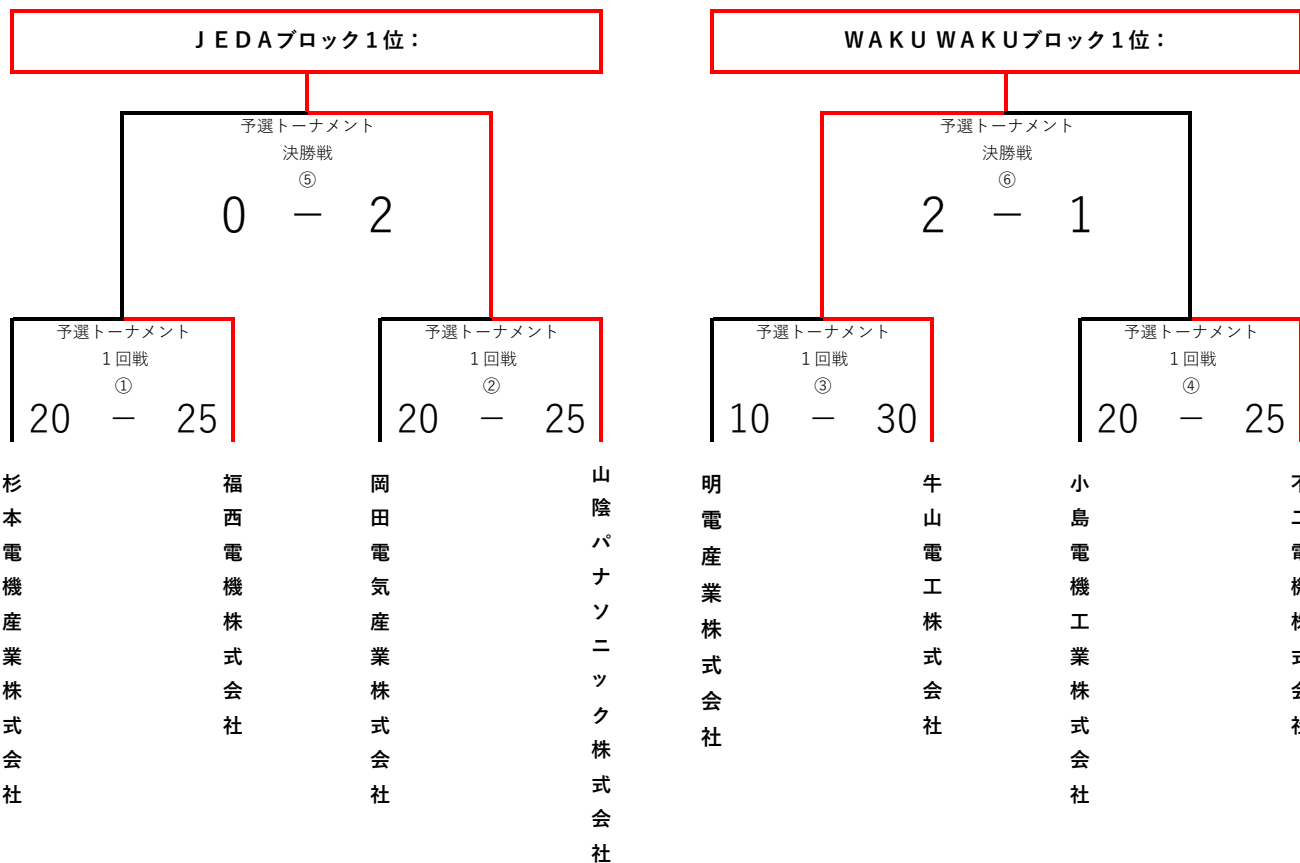 ＪＥＤＡブロック１位：
予選トーナメント
決勝戦
⑤
0 － 2
予選トーナメント
１回戦
①
20 － 25
予選トーナメント
１回戦
②
20 － 25
杉本電機産業株式会社
福西電機株式会社
岡田電気産業株式会社
山陰パナソニック株式会社
ＷＡＫＵ ＷＡＫＵブロック１位：
予選トーナメント
決勝戦
⑥
2 － 1
予選トーナメント
１回戦
③
10 － 30
予選トーナメント
１回戦
④
20 － 25
明電産業株式会社
牛山電工株式会社
小島電機工業株式会社
不二電機株式会社